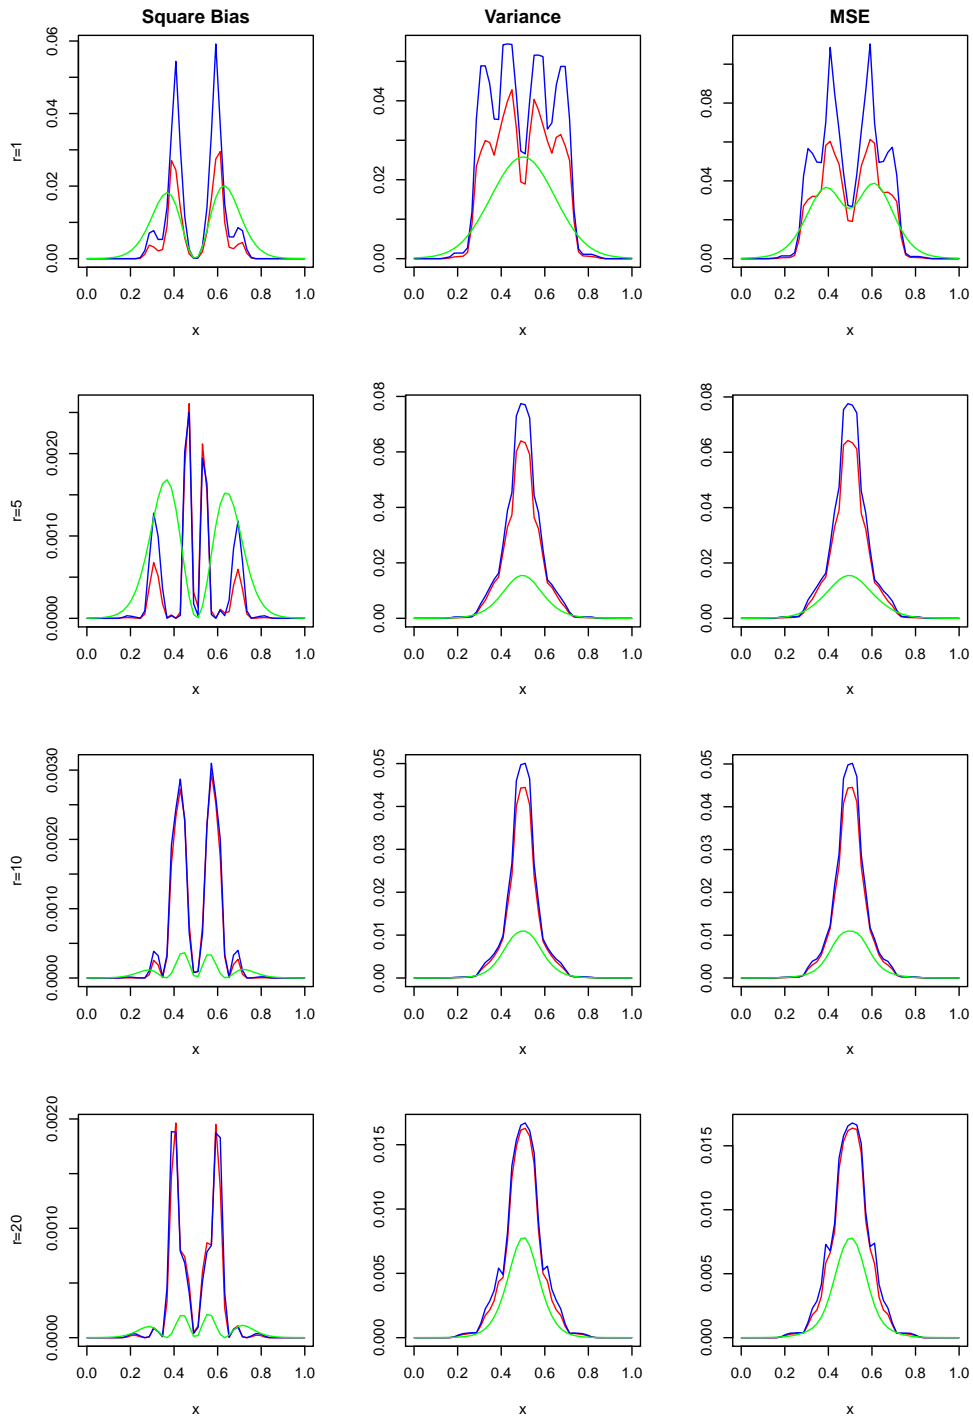 Square Bias Variance MSE
r=1
0.00 0.02 0.04 0.06
0.0 0.2 0.4 0.6 0.8 1.0
x
0.00 0.02 0.04
0.0 0.2 0.4 0.6 0.8 1.0
x
0.00 0.04 0.08
0.0 0.2 0.4 0.6 0.8 1.0
x
r=5
0.0000 0.0010 0.0020
0.0 0.2 0.4 0.6 0.8 1.0
x
0.00 0.02 0.04 0.06 0.08
0.0 0.2 0.4 0.6 0.8 1.0
x
0.00 0.02 0.04 0.06 0.08
0.0 0.2 0.4 0.6 0.8 1.0
x
r=10
0.0000 0.0010 0.0020 0.0030
0.0 0.2 0.4 0.6 0.8 1.0
x
0.00 0.01 0.02 0.03 0.04 0.05
0.0 0.2 0.4 0.6 0.8 1.0
x
0.00 0.01 0.02 0.03 0.04 0.05
0.0 0.2 0.4 0.6 0.8 1.0
x
r=20
0.0000 0.0010 0.0020
0.0 0.2 0.4 0.6 0.8 1.0
x
0.000 0.005 0.010 0.015
0.0 0.2 0.4 0.6 0.8 1.0
x
0.000 0.005 0.010 0.015
0.0 0.2 0.4 0.6 0.8 1.0
x